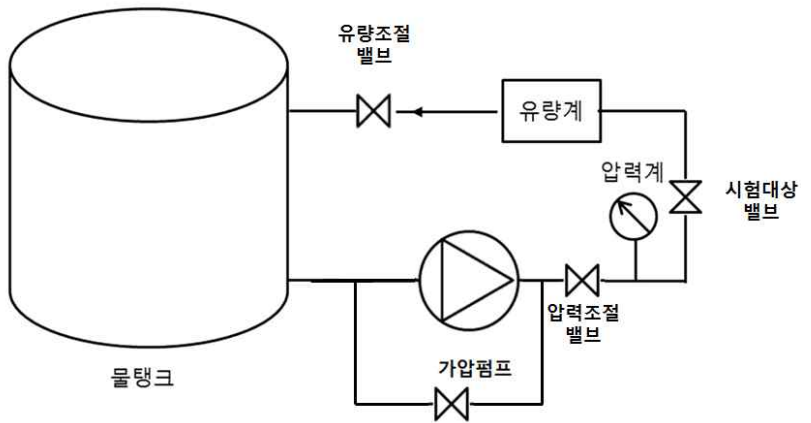 유량조절
밸브
유량계
압력계
시험대상
밸브
압력조절
밸브
가압펌프
물탱크